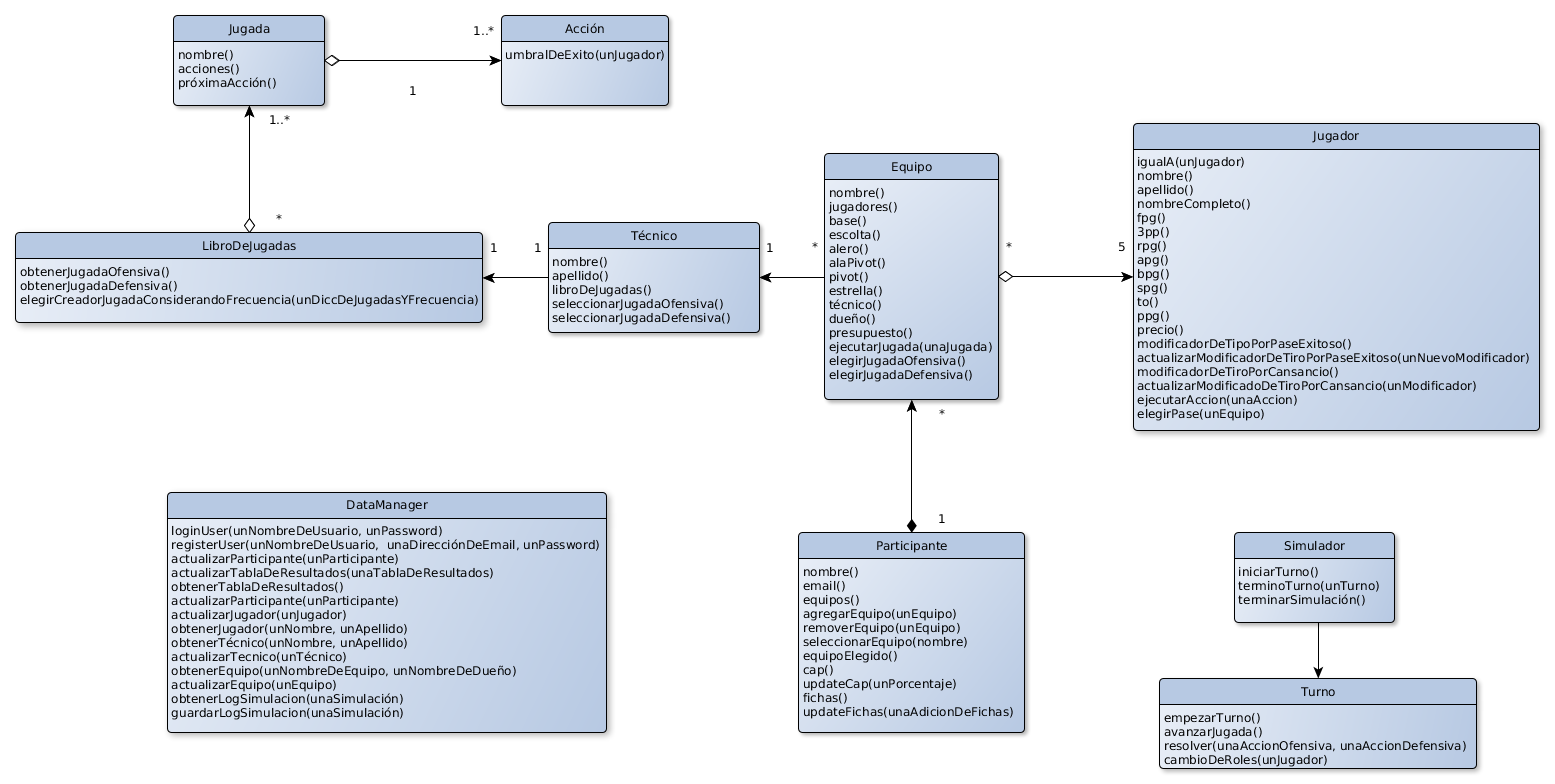 Jugada
nombre()
acciones()
próximaAcción()
1..*
1
Acción
umbralDeExito(unJugador)
1..*
*
LibroDeJugadas
obtenerJugadaOfensiva()
obtenerJugadaDefensiva()
elegirCreadorJugadaConsiderandoFrecuencia(unDiccDeJugadasYFrecuencia)
1
1
Técnico
nombre()
apellido()
libroDeJugadas()
seleccionarJugadaOfensiva()
seleccionarJugadaDefensiva()
1
*
Equipo
nombre()
jugadores()
base()
escolta()
alero()
alaPivot()
pivot()
estrella()
técnico()
dueño()
presupuesto()
ejecutarJugada(unaJugada)
elegirJugadaOfensiva()
elegirJugadaDefensiva()
*
5
Jugador
igualA(unJugador)
nombre()
apellido()
nombreCompleto()
fpg()
3pp()
rpg()
apg()
bpg()
spg()
to()
ppg()
precio()
modificadorDeTipoPorPaseExitoso()
actualizarModificadorDeTiroPorPaseExitoso(unNuevoModificador)
modificadorDeTiroPorCansancio()
actualizarModificadoDeTiroPorCansancio(unModificador)
ejecutarAccion(unaAccion)
elegirPase(unEquipo)
*
1
DataManager
loginUser(unNombreDeUsuario, unPassword)
registerUser(unNombreDeUsuario,  unaDirecciónDeEmail, unPassword)
actualizarParticipante(unParticipante)
actualizarTablaDeResultados(unaTablaDeResultados)
obtenerTablaDeResultados()
actualizarParticipante(unParticipante)
actualizarJugador(unJugador)
obtenerJugador(unNombre, unApellido)
obtenerTécnico(unNombre, unApellido)
actualizarTecnico(unTécnico)
obtenerEquipo(unNombreDeEquipo, unNombreDeDueño)
actualizarEquipo(unEquipo)
obtenerLogSimulacion(unaSimulación)
guardarLogSimulacion(unaSimulación)
Participante
nombre()
email()
equipos()
agregarEquipo(unEquipo)
removerEquipo(unEquipo)
seleccionarEquipo(nombre)
equipoElegido()
cap()
updateCap(unPorcentaje)
fichas()
updateFichas(unaAdicionDeFichas)
Simulador
iniciarTurno()
terminoTurno(unTurno)
terminarSimulación()
Turno
empezarTurno()
avanzarJugada()
resolver(unaAccionOfensiva, unaAccionDefensiva)
cambioDeRoles(unJugador)